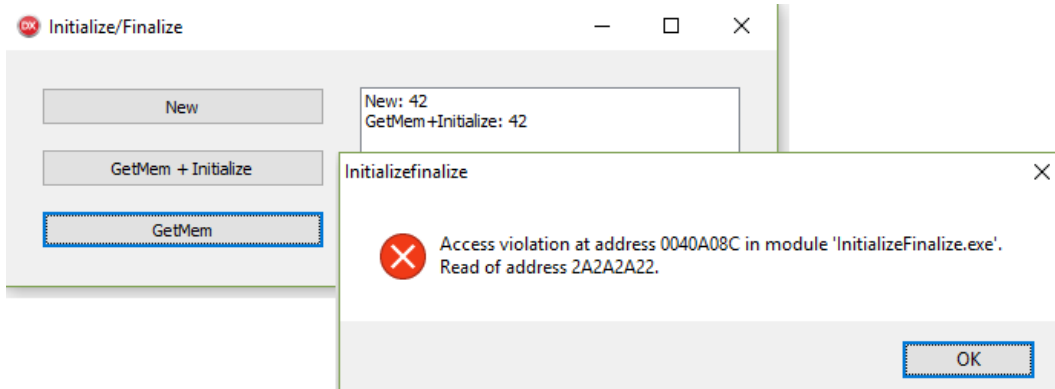 DX Initialize/Finalize
New
New: 42
GetMem+Initialize: 42
GetMem + Initialize
GetMem
Initializefinalize
Access violation at address 0040A08C in module 'InitializeFinalize.exe'.
Read of address 2A2A2A22.
OK